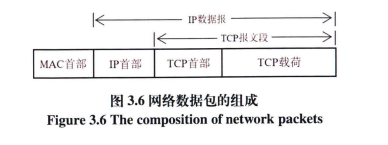 IP数据报
TCP报文段
MAC首部 IP首部 TCP首部 TCP载荷
图 3.6 网络数据包的组成
Figure 3.6 The composition of network packets